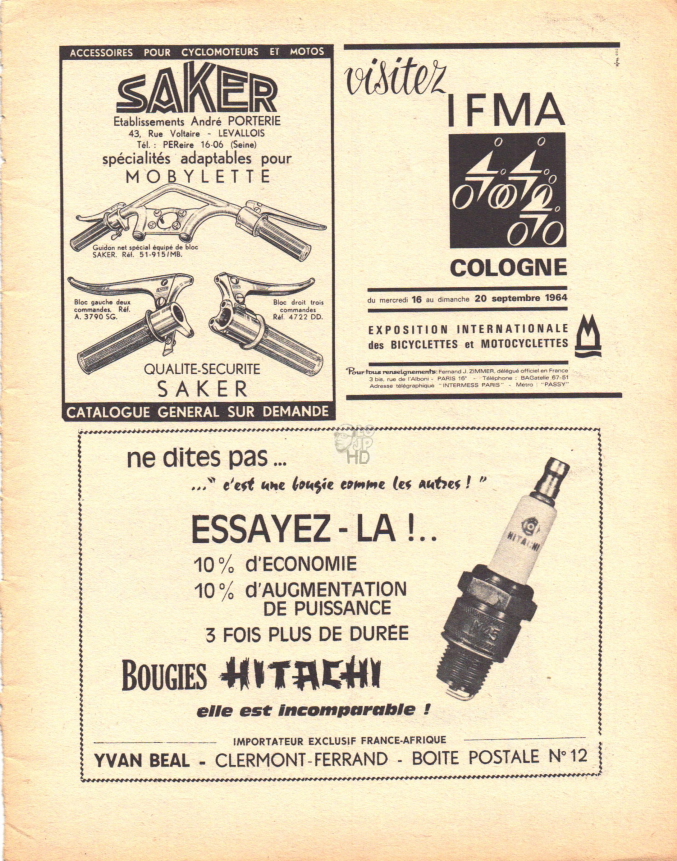 ACCESSOIRES POUR CYCLOMOTEURS ET MOTOS
SAKER
Etablissements André PORTERIE
43, Rue Voltaire - LEVALLOIS
Tél. : PEReire 16-06 (Seine)
spécialités adaptables pour
MOBYLETTE
Guidon net spécial équipé de bloc
SAKER. Réf. 51-915/MB.
Bloc gauche deux
commandes. Réf.
A. 3790 SG.
Bloc droit trois
commandes
Réf. 4722 DD.
QUALITE-SECURITE
SAKER
CATALOGUE GENERAL SUR DEMANDE
visitez
IFMA
COLOGNE
du mercredi 16 au dimanche 20 septembre 1964
EXPOSITION INTERNATIONALE
des BICYCLETTES et MOTOCYCLETTES
Pour tous renseignements: Fernand J. ZIMMER, délégué officiel en France
3 bis, rue de l'Alboni - PARIS 16e - Téléphone : BAGatelle 67-51
Adresse télégraphique "INTERMESS PARIS" - Métro : "PASSY"
HD
ne dites pas ...
..." c'est une bougie comme les autres ! "
ESSAYEZ - LA !..
10 % d'ECONOMIE
10 % d'AUGMENTATION
DE PUISSANCE
3 FOIS PLUS DE DURÉE
HITACHI
BOUGIES HITACHI
elle est incomparable !
IMPORTATEUR EXCLUSIF FRANCE-AFRIQUE
YVAN BEAL - CLERMONT-FERRAND - BOITE POSTALE N° 12